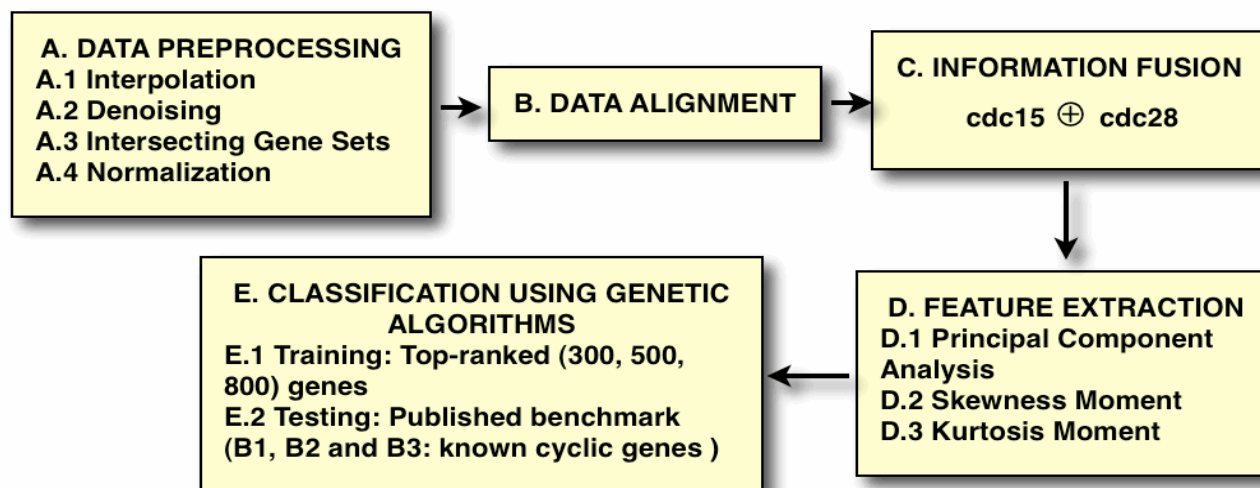 A. DATA PREPROCESSING
A.1 Interpolation
A.2 Denoising
A.3 Intersecting Gene Sets
A.4 Normalization
B. DATA ALIGNMENT
C. INFORMATION FUSION
cdc15 ⊕ cdc28
D. FEATURE EXTRACTION
D.1 Principal Component
Analysis
D.2 Skewness Moment
D.3 Kurtosis Moment
E. CLASSIFICATION USING GENETIC
ALGORITHMS
E.1 Training: Top-ranked (300, 500,
800) genes
E.2 Testing: Published benchmark
(B1, B2 and B3: known cyclic genes )